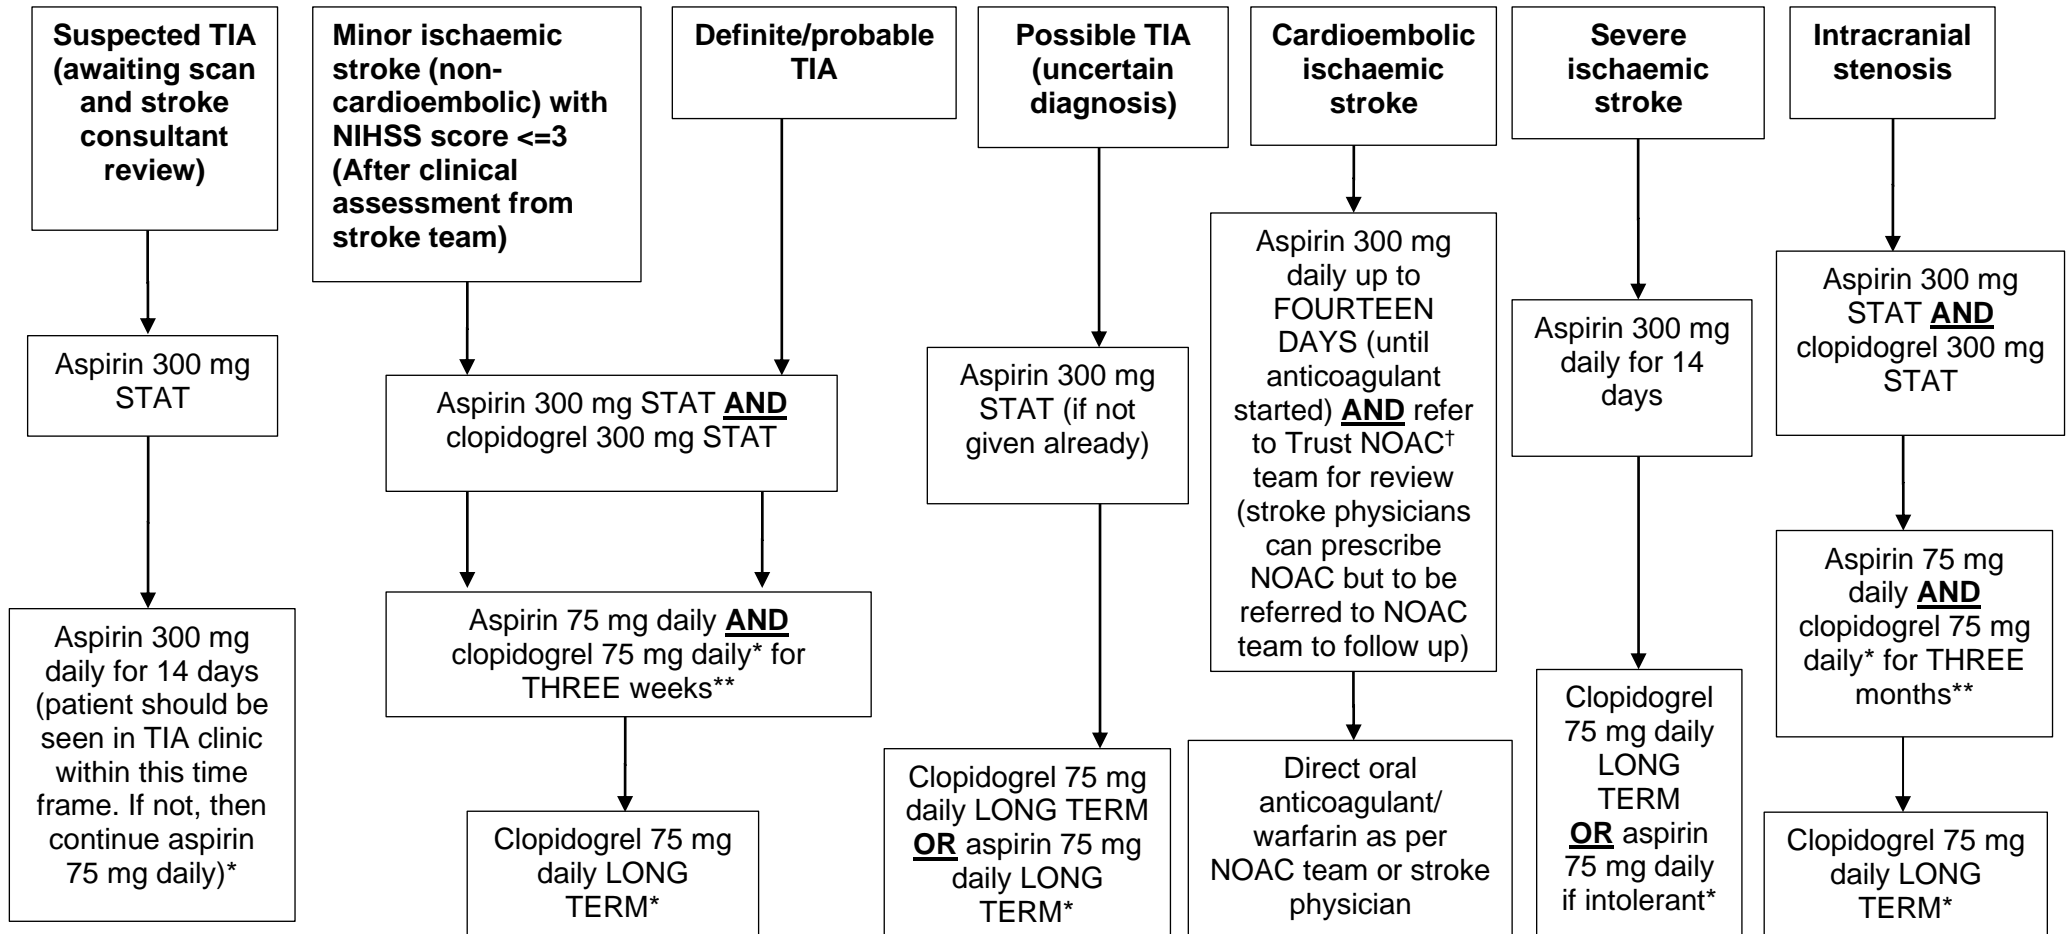 Suspected TIA
(awaiting scan
and stroke
consultant
review)
Aspirin 300 mg
STAT
Aspirin 300 mg
daily for 14 days
(patient should be
seen in TIA clinic
within this time
frame. If not, then
continue aspirin
75 mg daily)*
Minor ischaemic
stroke (non-
cardioembolic) with
NIHSS score <=3
(After clinical
assessment from
stroke team)
Definite/probable
TIA
Aspirin 300 mg STAT AND
clopidogrel 300 mg STAT
Aspirin 75 mg daily AND
clopidogrel 75 mg daily* for
THREE weeks**
Clopidogrel 75 mg
daily LONG
TERM*
Possible TIA
(uncertain
diagnosis)
Aspirin 300 mg
STAT (if not
given already)
Clopidogrel 75 mg
daily LONG TERM
OR aspirin 75 mg
daily LONG
TERM*
Cardioembolic
ischaemic
stroke
Aspirin 300 mg
daily up to
FOURTEEN
DAYS (until
anticoagulant
started) AND refer
to Trust NOAC†
team for review
(stroke physicians
can prescribe
NOAC but to be
referred to NOAC
team to follow up)
Direct oral
anticoagulant/
warfarin as per
NOAC team or stroke
physician
Severe
ischaemic
stroke
Aspirin 300 mg
daily for 14
days
Clopidogrel
75 mg daily
LONG
TERM
OR aspirin
75 mg daily
if intolerant*
Intracranial
stenosis
Aspirin 300 mg
STAT AND
clopidogrel 300 mg
STAT
Aspirin 75 mg
daily AND
clopidogrel 75 mg
daily* for THREE
months**
Clopidogrel 75 mg
daily LONG
TERM*